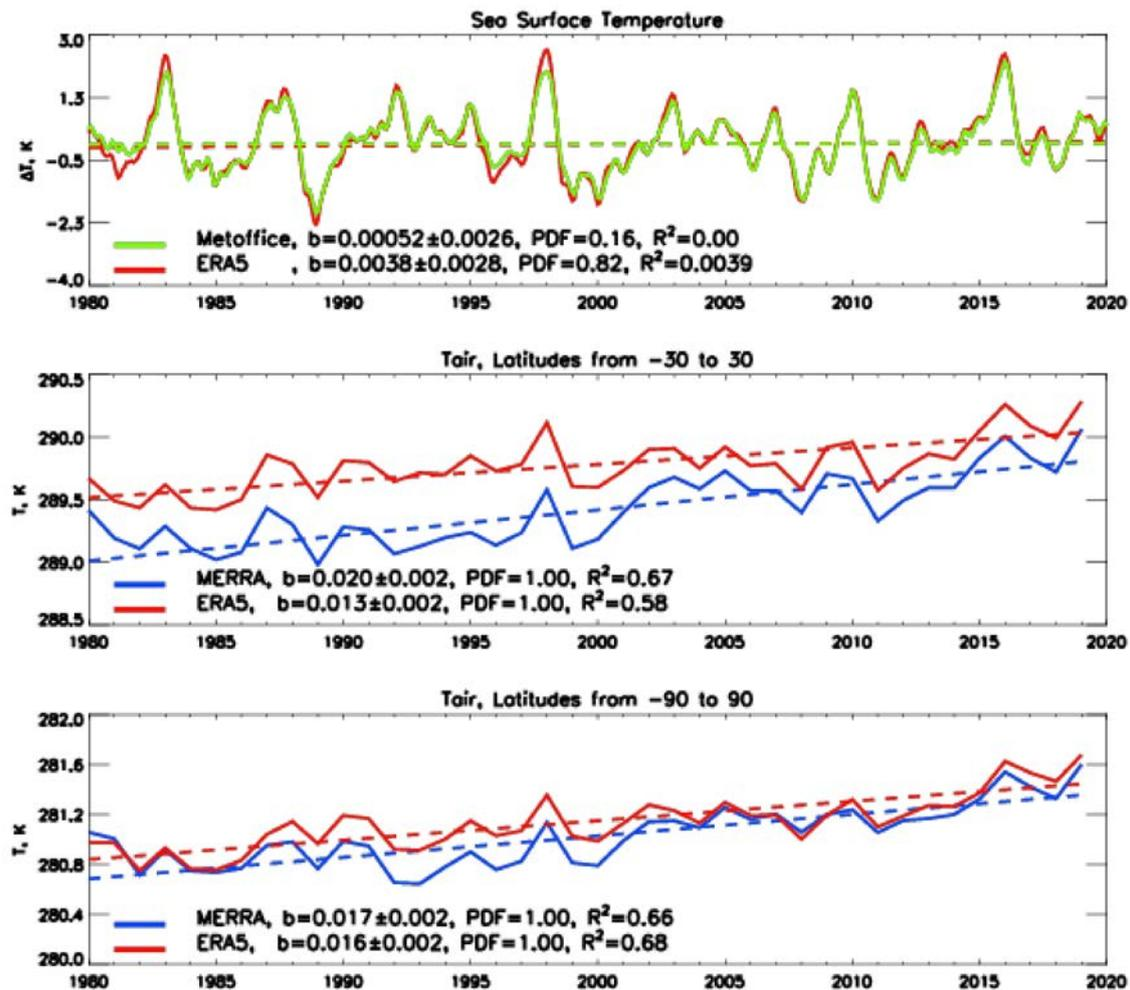 Sea Surface Temperature
3.0
1.3
-0.5
-2.3
-4.0
ΔT, K
Metoffice, b=0.00052±0.0026, PDF=0.16, R²=0.00
ERA5 , b=0.0038±0.0028, PDF=0.82, R²=0.0039
1980 1985 1990 1995 2000 2005 2010 2015 2020
Tair, Latitudes from -30 to 30
290.5
290.0
289.5
289.0
288.5
T, K
MERRA, b=0.020±0.002, PDF=1.00, R²=0.67
ERA5, b=0.013±0.002, PDF=1.00, R²=0.58
1980 1985 1990 1995 2000 2005 2010 2015 2020
Tair, Latitudes from -90 to 90
282.0
281.6
281.2
280.8
280.4
280.0
T, K
MERRA, b=0.017±0.002, PDF=1.00, R²=0.66
ERA5, b=0.016±0.002, PDF=1.00, R²=0.68
1980 1985 1990 1995 2000 2005 2010 2015 2020